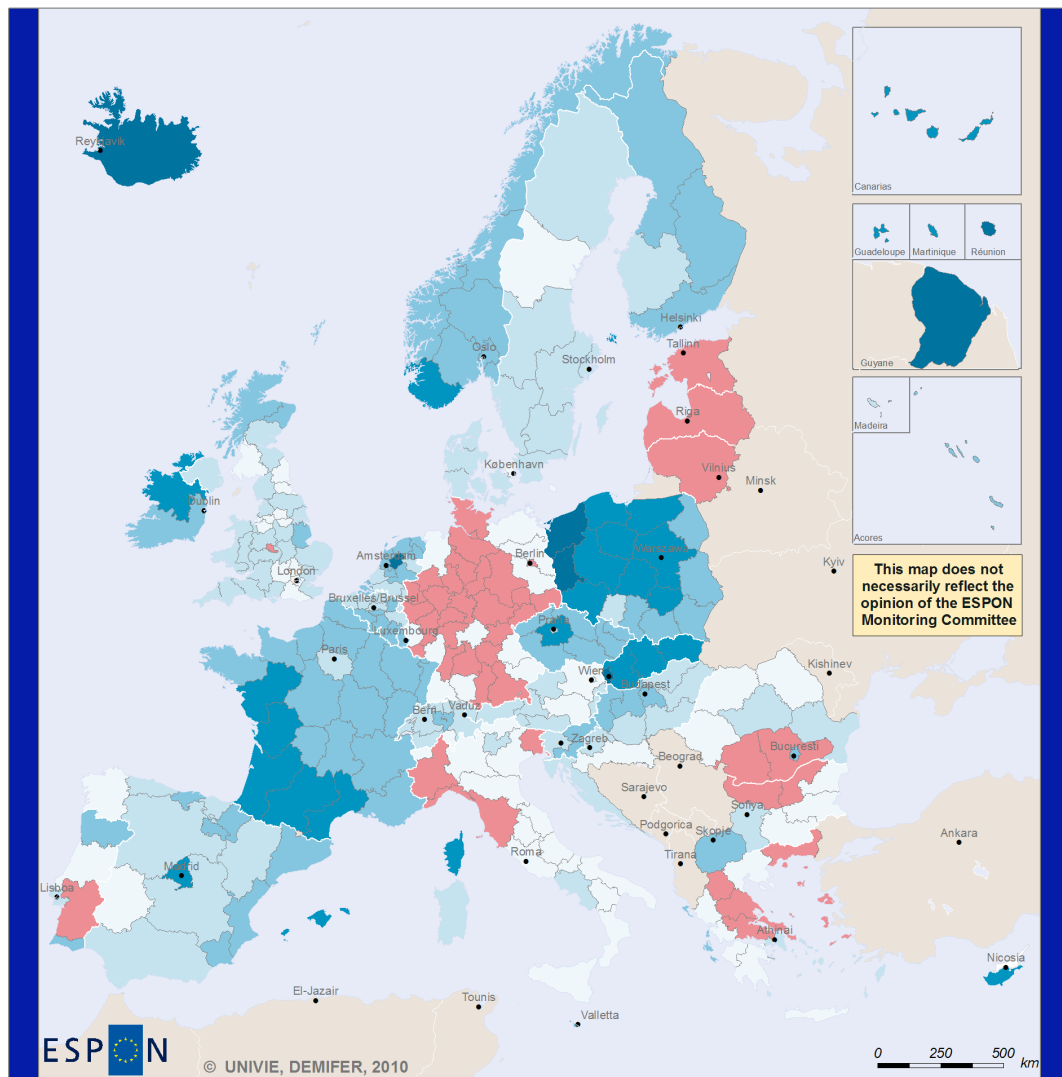 Canarias
Reykjavik
Guadeloupe
Martinique
Réunion
Helsinki
Tallinn
Oslo
Stockholm
Guyane
Riga
Madeira
København
Vilnius
Minsk
Dublin
Acores
Amsterdam
Berlin
Warszawa
Kyiv
London
This map does not
necessarily reflect the
opinion of the ESPON
Monitoring Committee
Bruxelles/Brussel
Luxembourg
Praha
Paris
Kishinev
Wien
Budapest
Bern
Vaduz
Zagreb
Bucuresti
Beograd
Sarajevo
Sofiya
Podgorica
Skopje
Ankara
Roma
Tirana
Madrid
Lisboa
Athinai
Nicosia
El-Jazair
Tounis
Valletta
ESPON
© UNIVIE, DEMIFER, 2010
0 250 500
km